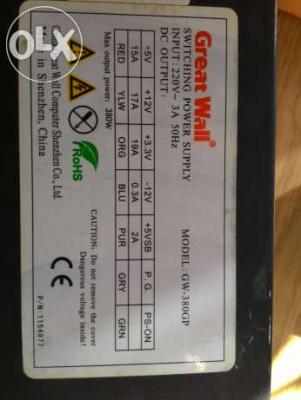 OLX
Great Wall®
SWITCHING POWER SUPPLY
MODEL: GW-380GP
INPUT: 220V~ 3A 50Hz
DC OUTPUT:
+5V +12V +3.3V -12V +5VSB P. G. PS-ON
15A 17A 19A 0.3A 2A
RED YLW ORG BLU PUR GRY GRN
Max output power: 380W
RoHS
CE
Do not remove the cover
Dangerous voltage inside!
Great Wall Computer Shenzhen Co., Ltd.
Made in Shenzhen, China
P/N: 1154977